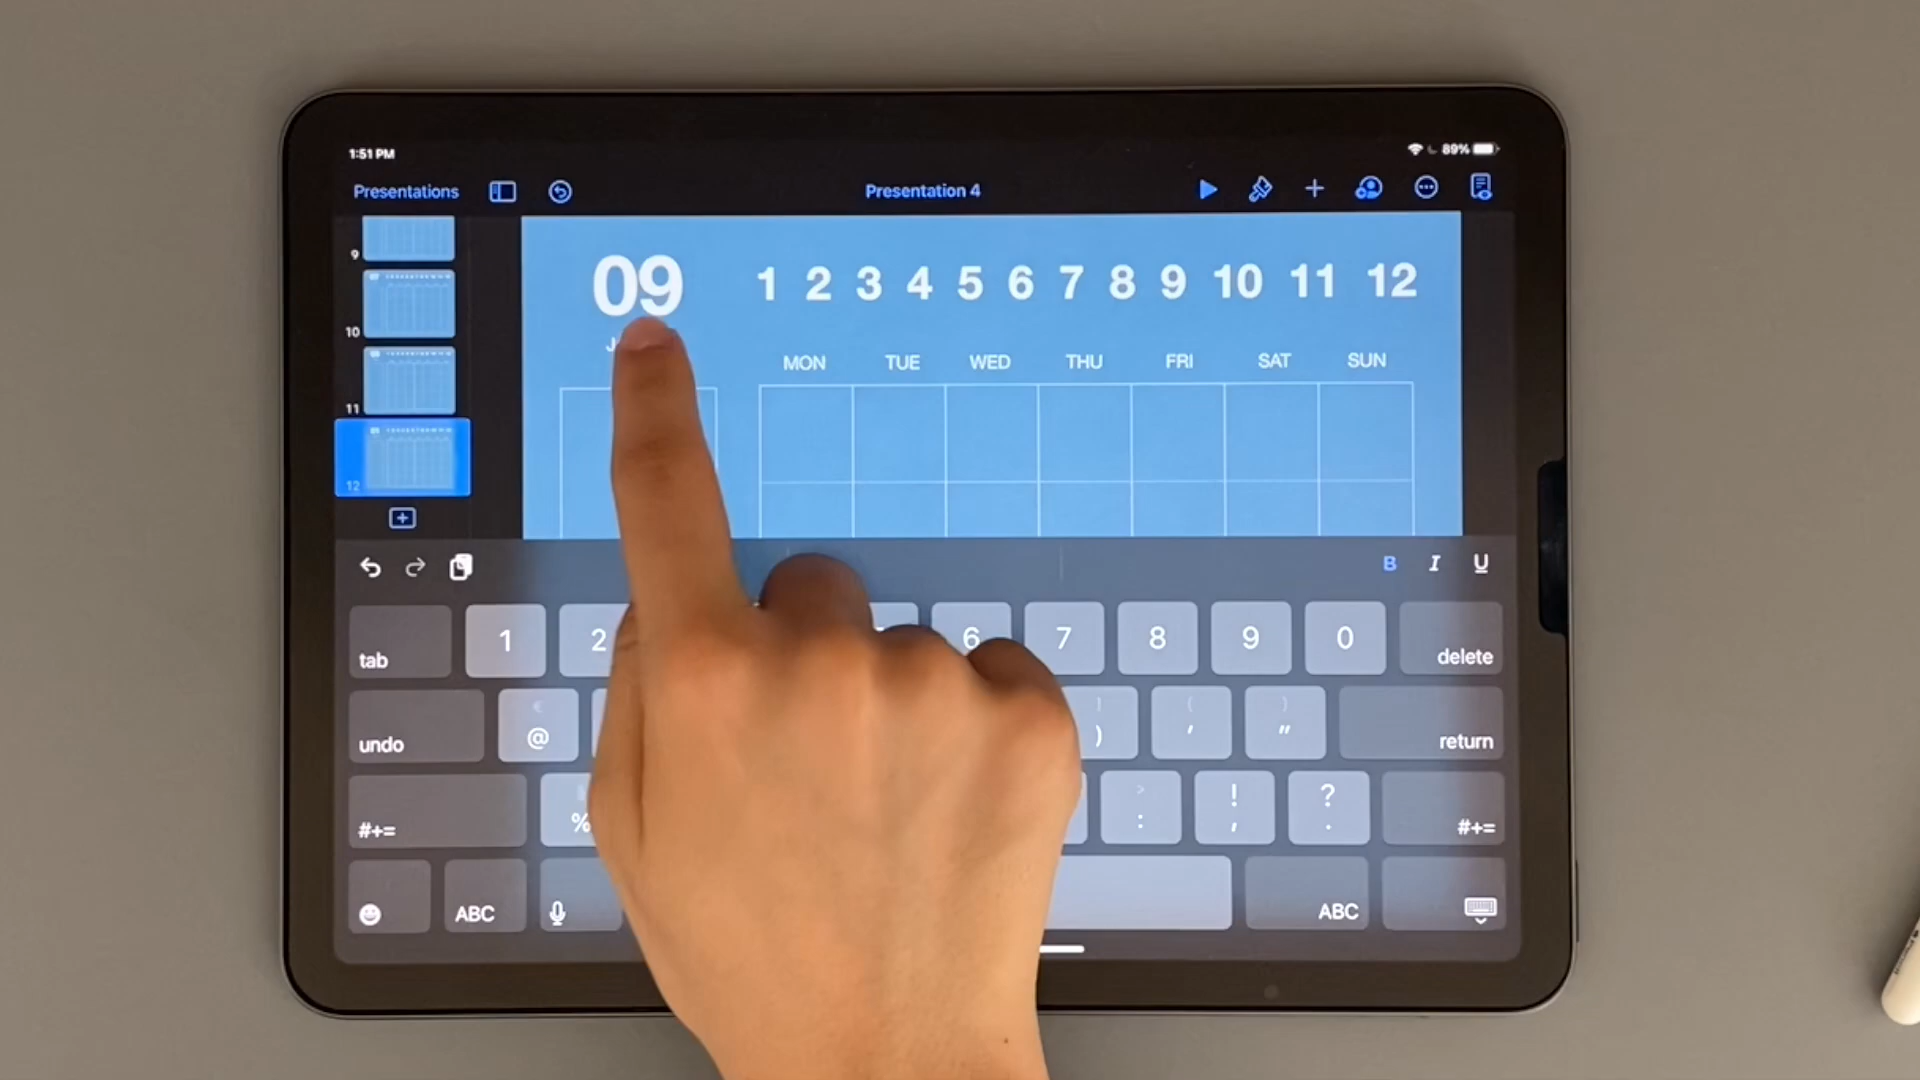 1:51 PM
89%
Presentations
Presentation 4
9
10
11
12
09
1 2 3 4 5 6 7 8 9 10 11 12
MON TUE WED THU FRI SAT SUN
B I U
tab 1 2 6 7 8 9 0 delete
undo € @ ] ) { ' } " return
#+= % > : ! , ? . #+=
ABC ABC